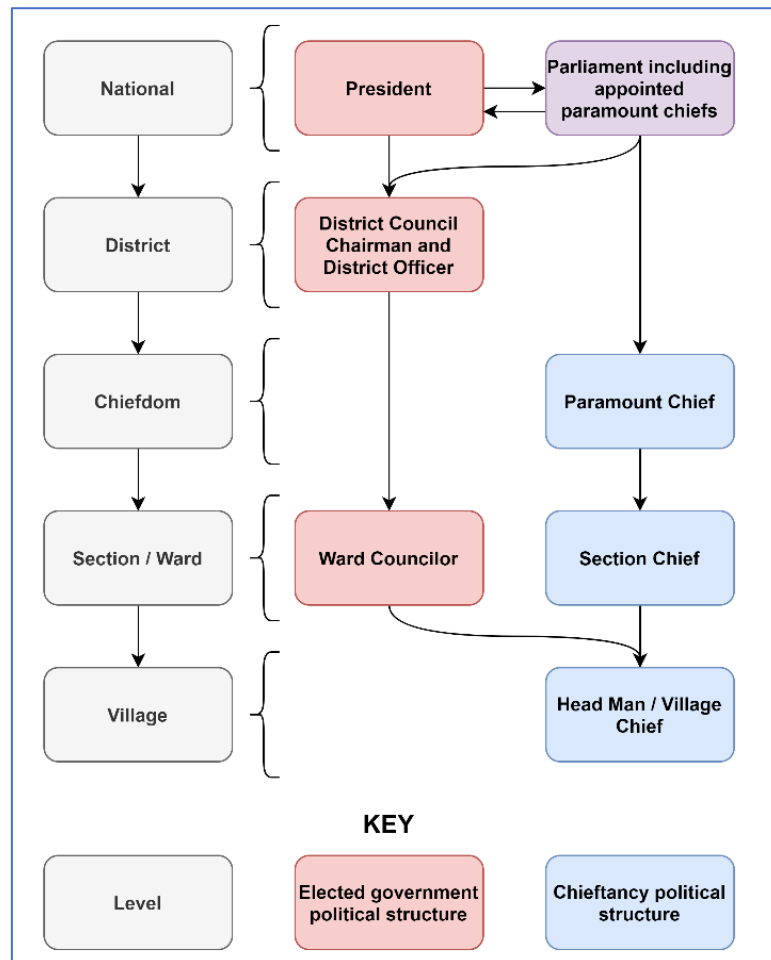 National
President
Parliament including
appointed
paramount chiefs
District
District Council
Chairman and
District Officer
Chiefdom
Paramount Chief
Section / Ward
Ward Councilor
Section Chief
Village
Head Man / Village
Chief
KEY
Level
Elected government
political structure
Chieftancy political
structure